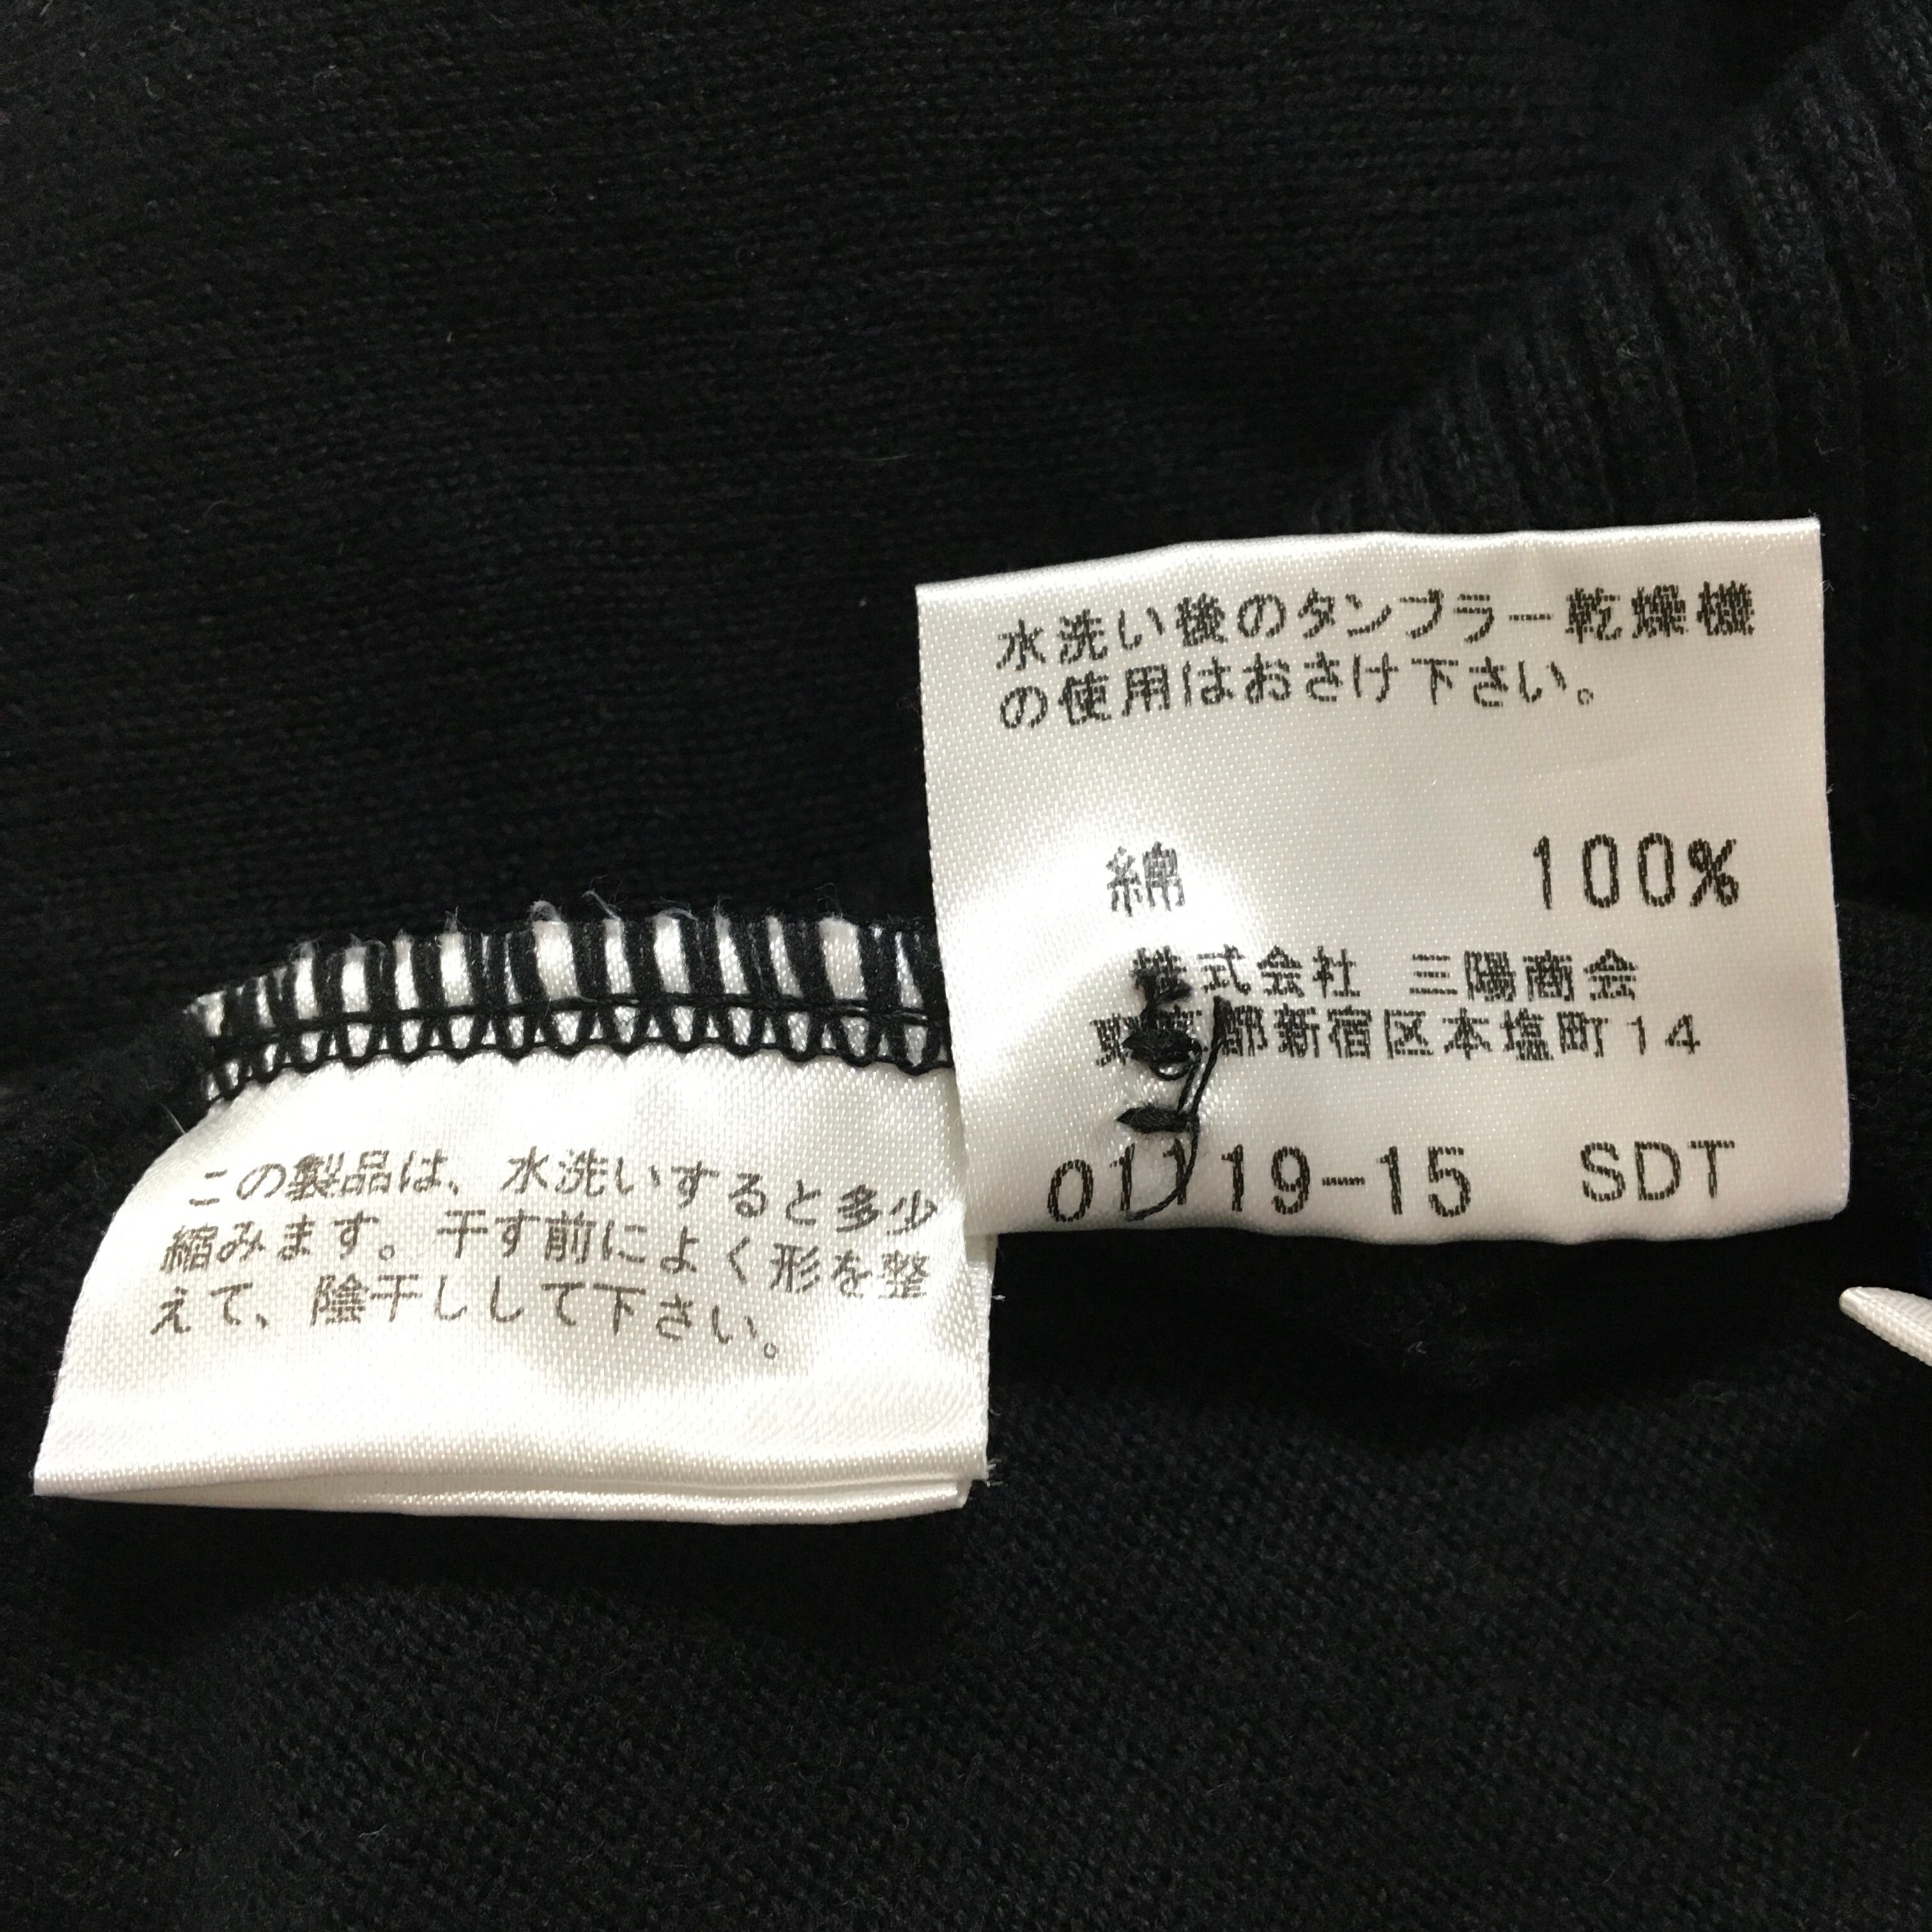 水洗い後のタンブラー乾燥機
の使用はおさけ下さい。
綿 100%
株式会社 三陽商会
東京都新宿区本塩町14
01119-15 SDT
この製品は、水洗いすると多少
縮みます。干す前によく形を整
えて、陰干しして下さい。